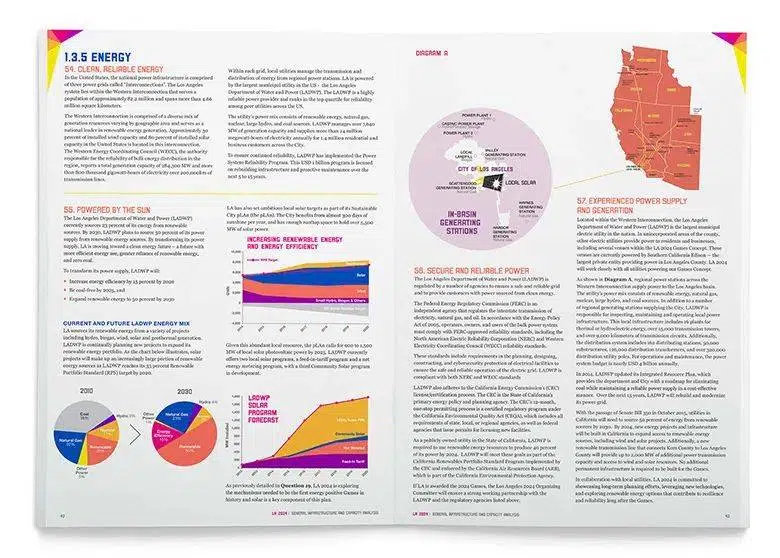 1.3.5 ENERGY
54. CLEAN, RELIABLE ENERGY
In the United States, the national power infrastructure is comprised
of three power grids called "interconnections". The Los Angeles
system lies within the Western Interconnection that serves a
population of approximately 82.2 million and spans more 4.66
million square kilometers.
The Western Interconnection is comprised of a diverse mix of
generation resources varying by geographic area and serves as a
national leader in renewable energy generation. Approximately 30
percent of installed wind capacity and 80 percent of installed solar
capacity in the United States is located in this interconnection.
The Western Energy Coordinating Council (WECC), the authority
responsible for the reliability of bulk energy distribution in the
region, reports a total generation capacity of 284,300 MW and more
than 800 thousand gigawatt-hours of electricity over
transmission lines.
Within each grid, local utilities manage the transmission and
distribution of energy from regional power sources. LA is powered
by the largest municipal utility in the US - the Los Angeles
Department of Water and Power (LADWP). The LADWP is a highly
reliable power provider and ranks in the top quartile for reliability
among peer utilities across the US.
The utility's power mix consists of renewable energy, natural gas,
nuclear, large hydro, and coal sources. LADWP manages over 7,640
MW of generation capacity and supplies more than 24 million
megawatt-hours of electricity annually for 1.4 million residential and
business customers across the City.
To ensure continued reliability, LADWP has implemented the Power
System Reliability Program. This USD 1 billion program is focused
on rebuilding infrastructure and proactive maintenance over the
next 5 to 15 years.
55. POWERED BY THE SUN
The Los Angeles Department of Water and Power (LADWP)
currently sources 23 percent of its energy from renewable
sources. By 2030, LADWP plans to source 50 percent of its power
supply from renewable energy sources. By transforming its power
supply, LA is moving toward a clean energy future – a future with
more efficient energy use, greater reliance of renewable energy,
and zero coal.
To transform its power supply, LADWP will:
• Increase energy efficiency by 15 percent by 2020
• Be coal-free by 2025, and
• Expand renewable energy to 50 percent by 2030
CURRENT AND FUTURE LADWP ENERGY MIX
LA sources its renewable energy from a variety of projects
including hydro, biogas, wind, solar and geothermal generation.
LADWP is continually planning new projects to expand its
renewable energy portfolio. As the chart below illustrates, solar
projects will make up an increasingly large portion of renewable
energy sources as LADWP reaches its 33 percent Renewable
Portfolio Standard (RPS) target by 2020.
2010
Coal
Natural Gas
Renewable
Hydro
Other
Power
2030
Natural Gas
Energy
Efficiency
Renewable
Hydro
Other
Power
LA has also set ambitious local solar targets as part of its Sustainable
City pLAn (the pLAn). The City benefits from almost 300 days of
sunshine per year, and has enough rooftop space to hold over 5,500
MW of solar power.
INCREASING RENEWABLE ENERGY
AND ENERGY EFFICIENCY
Solar
Wind
Small Hydro, Biogas & Others
Given this abundant local resource, the pLAn calls for 900 to 1,500
MW of local solar photovoltaic power by 2025. LADWP currently
offers two local solar programs, a feed-in-tariff program and a net
energy metering program, with a third Community Solar program
in development.
LADWP
SOLAR
PROGRAM
FORECAST
Community Solar
Net Metered
Feed-in Tariff
As previously detailed in Question 29, LA 2024 is exploring
the mechanisms needed to be the first energy positive Games in
history and solar is a key component of this plan.
42
LA 2024 | GENERAL INFRASTRUCTURE AND CAPACITY ANALYSIS
DIAGRAM A
POWER PLANT 1
CASTAIC POWER PLANT
POWER PLANT 2
LOCAL
LANDFILL
VALLEY
GENERATING STATION
CITY OF LOS ANGELES
SCATTERGOOD
GENERATING STATION
LOCAL SOLAR
IN-BASIN
GENERATING
STATIONS
HAYNES
GENERATING STATION
HARBOR
GENERATING STATION
56. SECURE AND RELIABLE POWER
The Los Angeles Department of Water and Power (LADWP) is
regulated by a number of agencies to ensure a safe and reliable grid
and to provide customers with power sourced from clean energy.
The Federal Energy Regulatory Commission (FERC) is an
independent agency that regulates the interstate transmission of
electricity, natural gas, and oil. In accordance with the Energy Policy
Act of 2005, operators, owners, and users of the bulk power system
must comply with FERC-approved reliability standards, including the
North American Electric Reliability Corporation (NERC) and Western
Electricity Coordinating Council (WECC) reliability standards.
These standards include requirements in the planning, designing,
constructing, and cybersecurity protection of electrical facilities to
ensure the safe and reliable operation of the electric grid. LADWP is
compliant with both NERC and WECC standards
LADWP also adheres to the California Energy Commission's (CEC)
license/certification process. The CEC is the State of California's
primary energy policy and planning agency. The CEC's 12-month,
one-stop permitting process is a certified regulatory program under
the California Environmental Quality Act (CEQA), which includes all
requirements of state, local, or regional agencies, as well as federal
agencies that issue permits for licensing new facilities.
As a publicly owned utility in the State of California, LADWP is
required to use renewable energy resources to produce 50 percent
of its power by 2024. LADWP will meet these goals as part of the
California Renewables Portfolio Standard Program implemented by
the CEC and enforced by the California Air Resources Board (ARB),
which is part of the California Environmental Protection Agency.
If LA is awarded the 2024 Games, the Los Angeles 2024 Organizing
Committee will ensure a strong working partnership with the
LADWP and the regulatory agencies listed above.
57. EXPERIENCED POWER SUPPLY
AND GENERATION
Located within the Western Interconnection, the Los Angeles
Department of Water and Power (LADWP) is the largest municipal
electric utility in the nation. In unincorporated areas of the county,
other electric utilities provide power to residents and businesses,
including several venues within the LA 2024 Games Concept. These
venues are currently powered by Southern California Edison – the
largest private utility providing power in Los Angeles County. LA 2024
will work closely with all utilities powering our Games Concept.
As shown in Diagram A, regional power stations across the
Western Interconnection supply power to the Los Angeles basin.
The utility's power mix consists of renewable energy, natural gas,
nuclear, large hydro, and coal sources. In addition to a number
of regional generating stations supplying the city, LADWP is
responsible for inspecting, maintaining and operating local power
infrastructure. This local infrastructure includes 16 plants for
thermal or hydroelectric energy, over 15,000 transmission towers,
and over 5,900 kilometers of transmission circuits. Additionally,
the distribution system includes 162 distributing stations, 50,000
substructures, 126,000 distribution transformers, and over 320,000
distribution utility poles. For operations and maintenance, the power
system budget is nearly USD 4 billion annually.
In 2014, LADWP updated its Integrated Resource Plan, which
provides the department and City with a roadmap for eliminating
coal while maintaining a reliable power supply in a cost-effective
manner. Over the next 15 years, LADWP will rebuild and modernize
its power grid.
With the passage of Senate Bill 350 in October 2015, utilities in
California will need to source 50 percent of energy from renewable
sources by 2030. By 2024, new energy projects and infrastructure
will be built in California to expand access to renewable energy
sources, including wind and solar projects. Additionally, a new
renewable transmission line that connects Kern County across Los
Angeles County will provide up to 2,000 MW of additional power transmission
capacity and access to wind and solar resources. No additional
permanent infrastructure is required to be built for the Games.
In collaboration with local utilities, LA 2024 is committed to
showcasing long-term planning efforts, leveraging new technologies,
and exploring renewable energy options that contribute to resilience
and reliability long after the Games.
LA 2024 | GENERAL INFRASTRUCTURE AND CAPACITY ANALYSIS
43